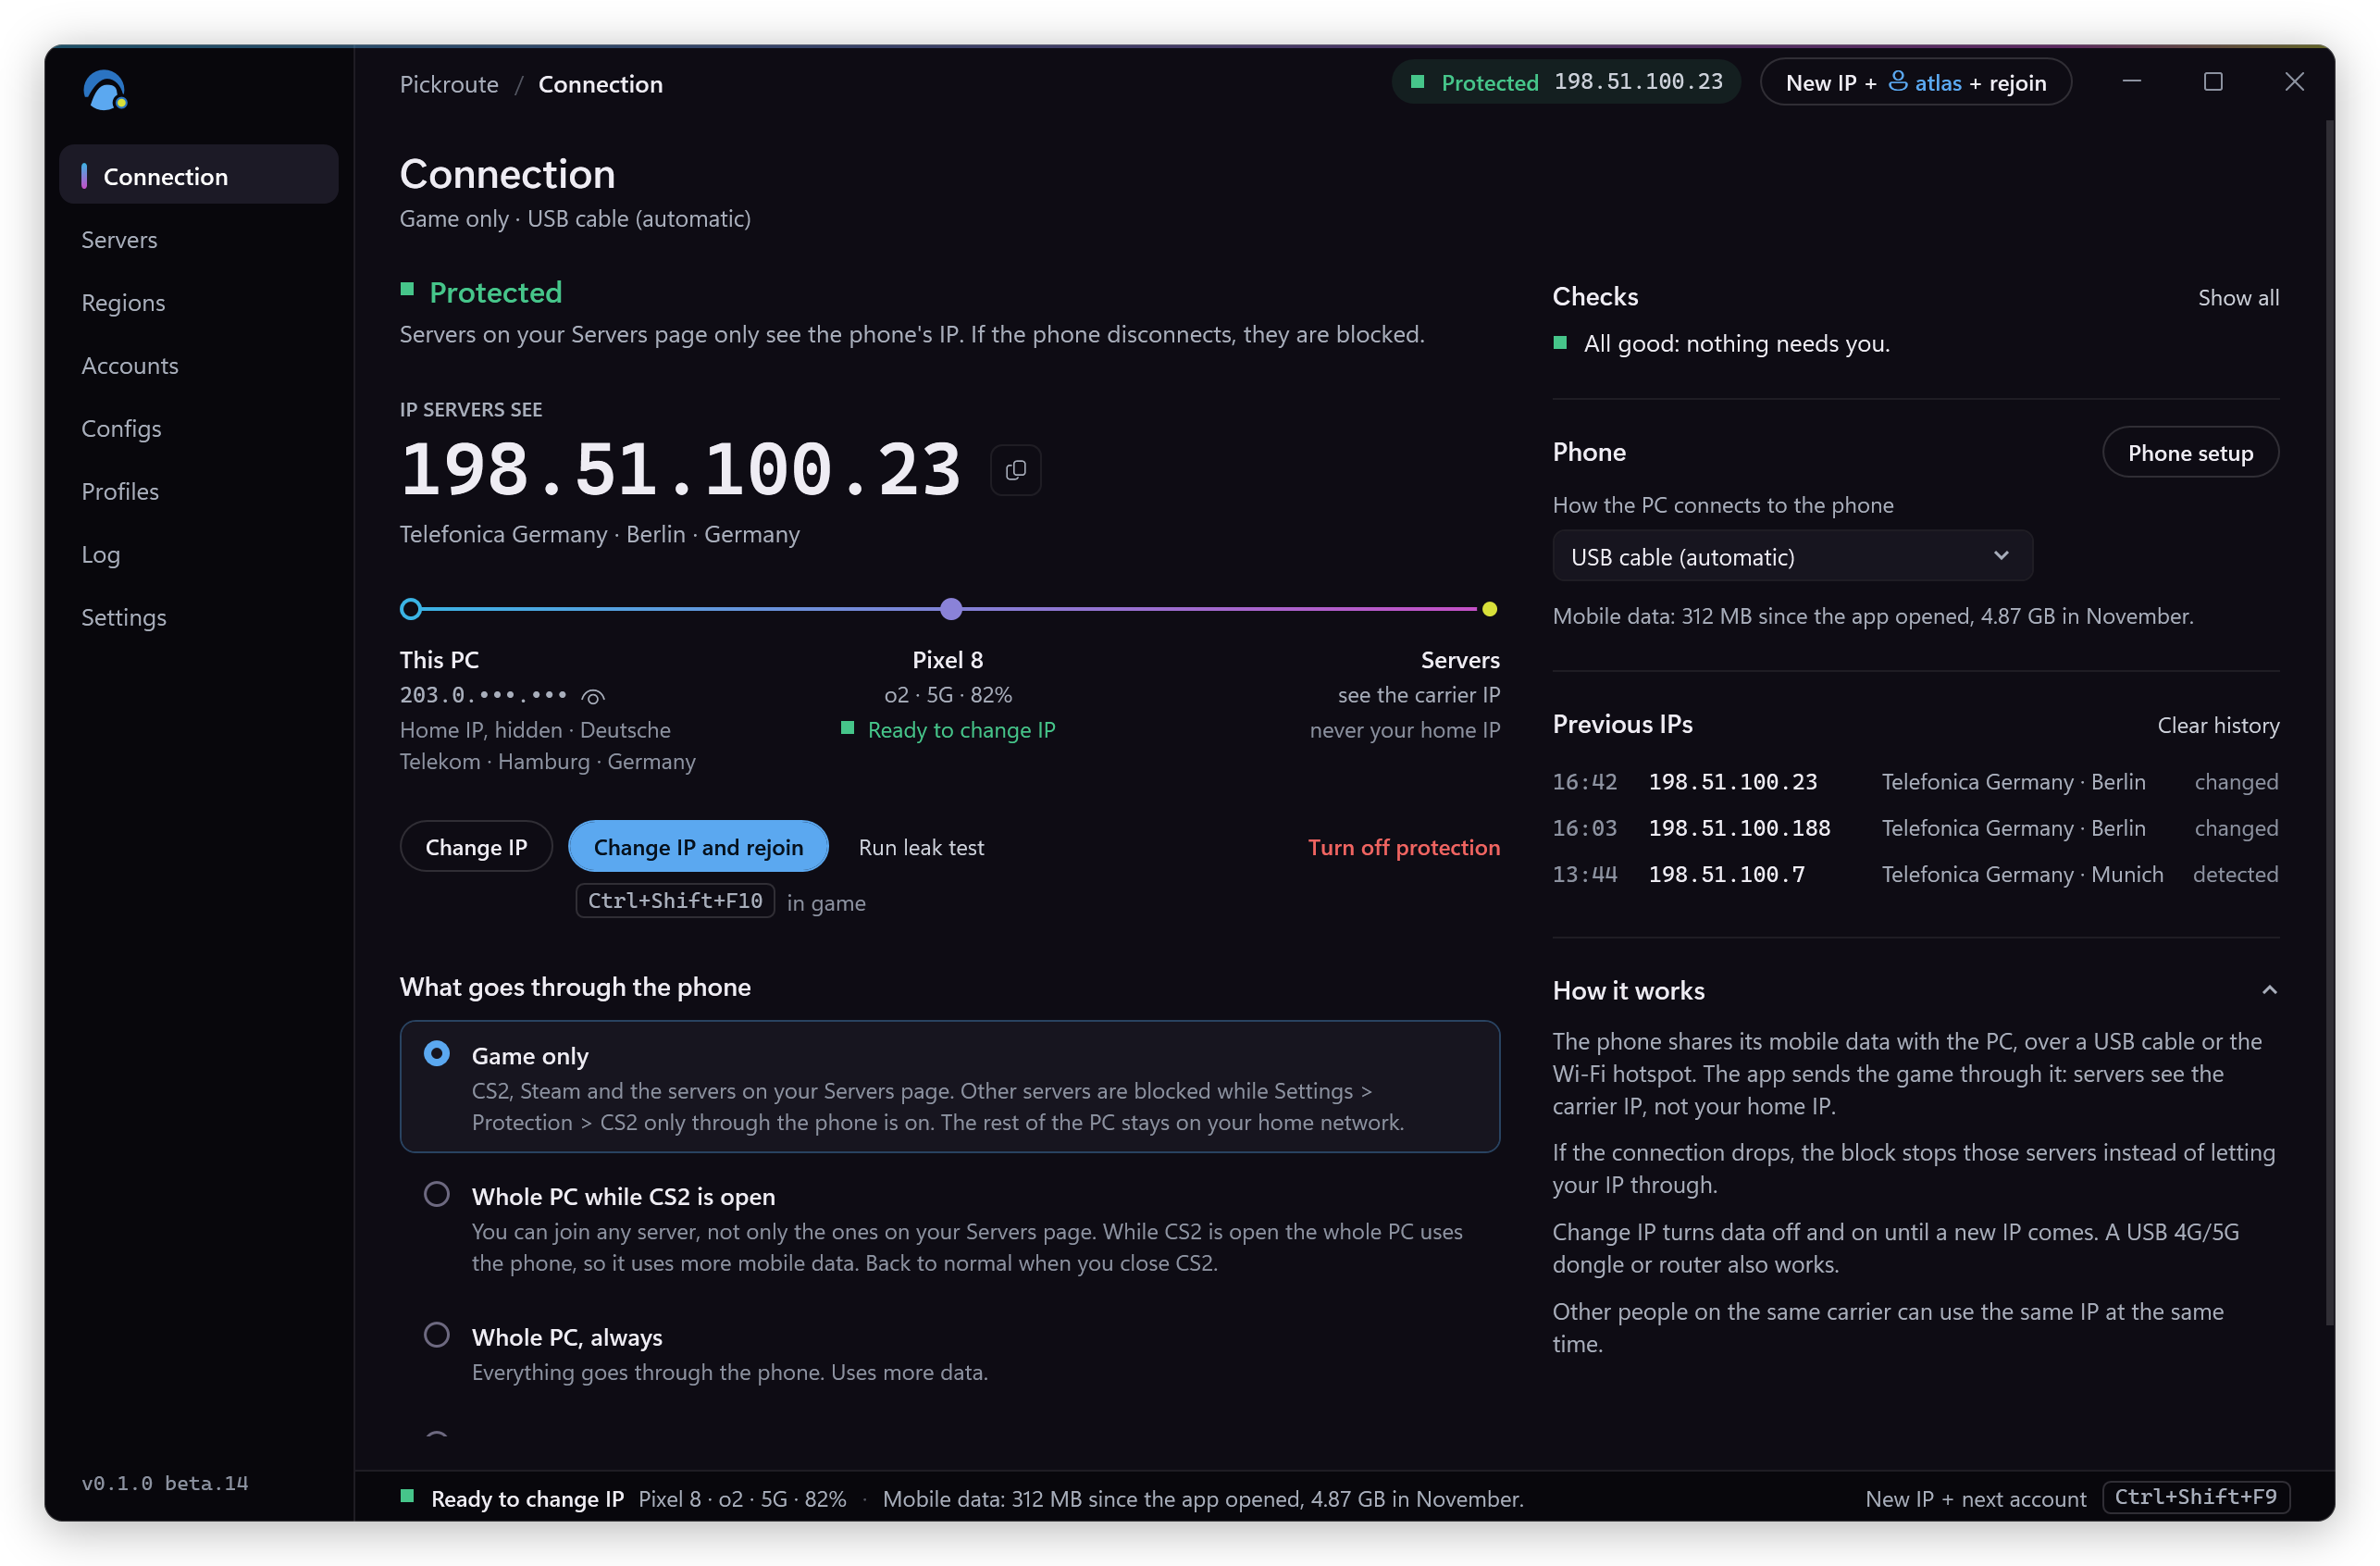 Pickroute / Connection
Protected 198.51.100.23
New IP + atlas + rejoin
Connection
Servers
Regions
Accounts
Configs
Profiles
Log
Settings
v0.1.0 beta.14
Connection
Game only · USB cable (automatic)
Protected
Servers on your Servers page only see the phone's IP. If the phone disconnects, they are blocked.
IP SERVERS SEE
198.51.100.23
Telefonica Germany · Berlin · Germany
This PC
203.0.•••.•••
Home IP, hidden · Deutsche
Telekom · Hamburg · Germany
Pixel 8
o2 · 5G · 82%
Ready to change IP
Servers
see the carrier IP
never your home IP
Change IP
Change IP and rejoin
Run leak test
Turn off protection
Ctrl+Shift+F10 in game
What goes through the phone
Game only
CS2, Steam and the servers on your Servers page. Other servers are blocked while Settings >
Protection > CS2 only through the phone is on. The rest of the PC stays on your home network.
Whole PC while CS2 is open
You can join any server, not only the ones on your Servers page. While CS2 is open the whole PC uses
the phone, so it uses more mobile data. Back to normal when you close CS2.
Whole PC, always
Everything goes through the phone. Uses more data.
Checks
Show all
All good: nothing needs you.
Phone
Phone setup
How the PC connects to the phone
USB cable (automatic)
Mobile data: 312 MB since the app opened, 4.87 GB in November.
Previous IPs
Clear history
16:42 198.51.100.23 Telefonica Germany · Berlin changed
16:03 198.51.100.188 Telefonica Germany · Berlin changed
13:44 198.51.100.7 Telefonica Germany · Munich detected
How it works
The phone shares its mobile data with the PC, over a USB cable or the
Wi-Fi hotspot. The app sends the game through it: servers see the
carrier IP, not your home IP.
If the connection drops, the block stops those servers instead of letting
your IP through.
Change IP turns data off and on until a new IP comes. A USB 4G/5G
dongle or router also works.
Other people on the same carrier can use the same IP at the same
time.
Ready to change IP Pixel 8 · o2 · 5G · 82% · Mobile data: 312 MB since the app opened, 4.87 GB in November.
New IP + next account Ctrl+Shift+F9